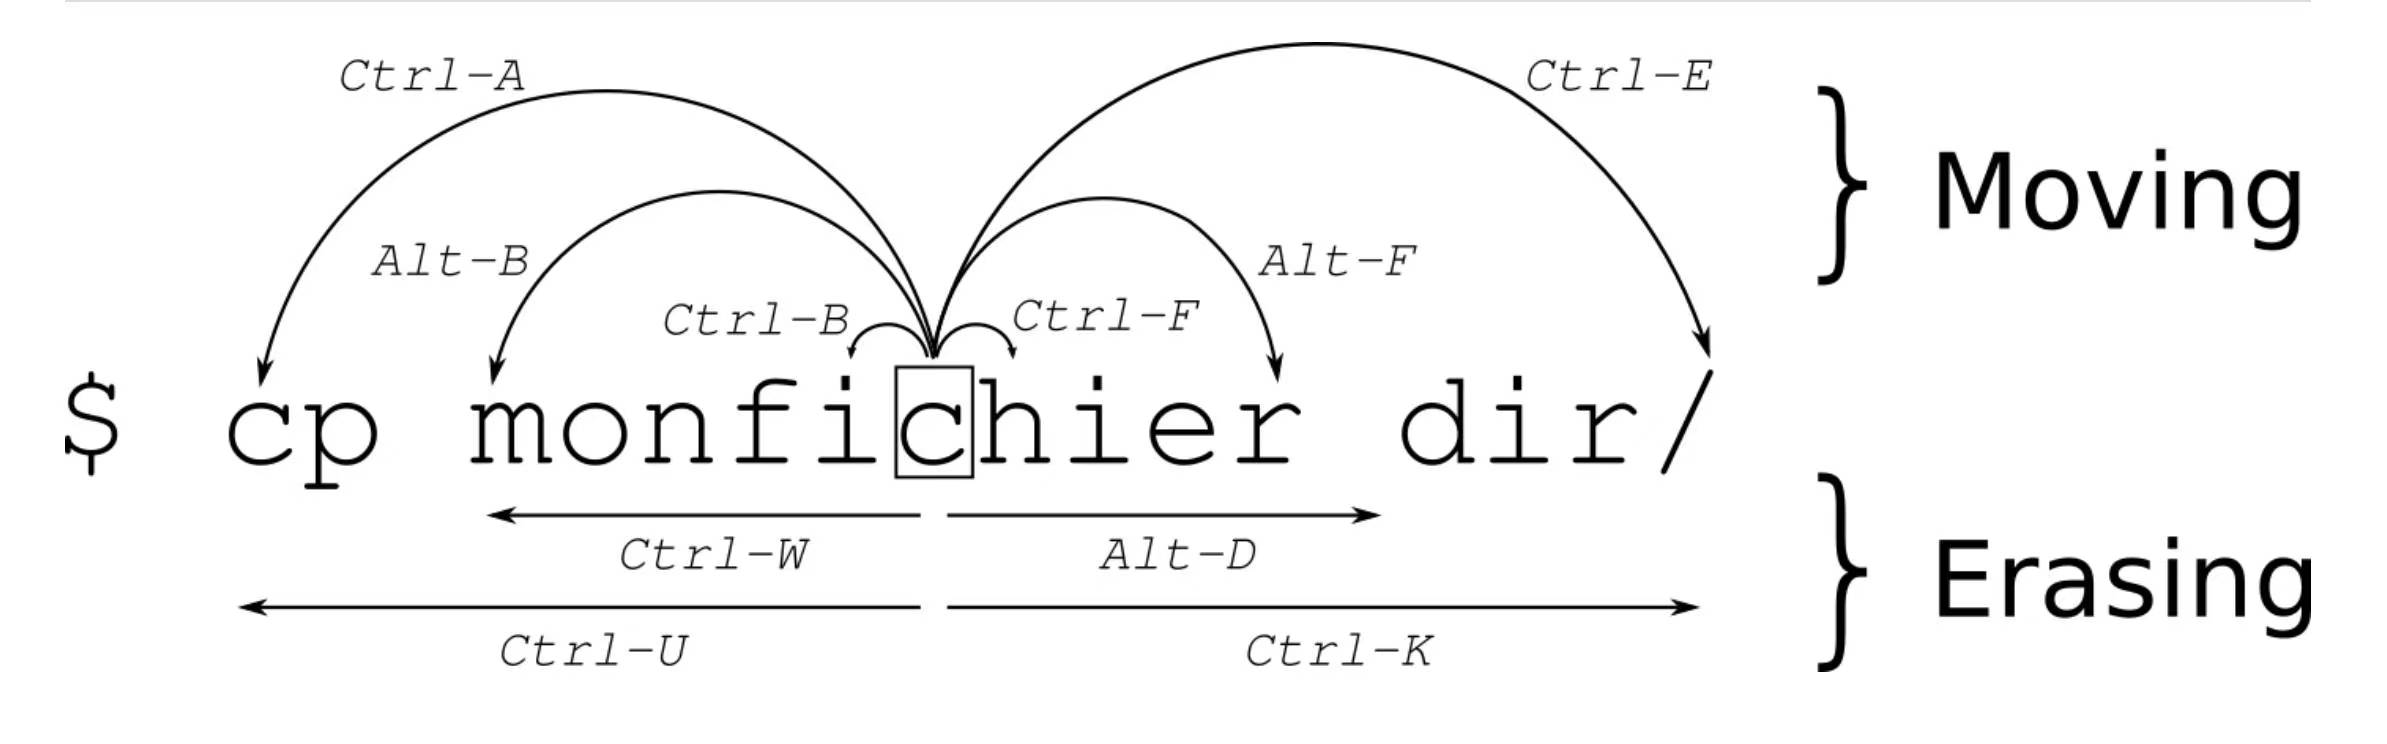 Ctrl-A Ctrl-E
Moving
Alt-B Alt-F
Ctrl-B Ctrl-F
$ cp monfichier dir/
Ctrl-W Alt-D
Erasing
Ctrl-U Ctrl-K